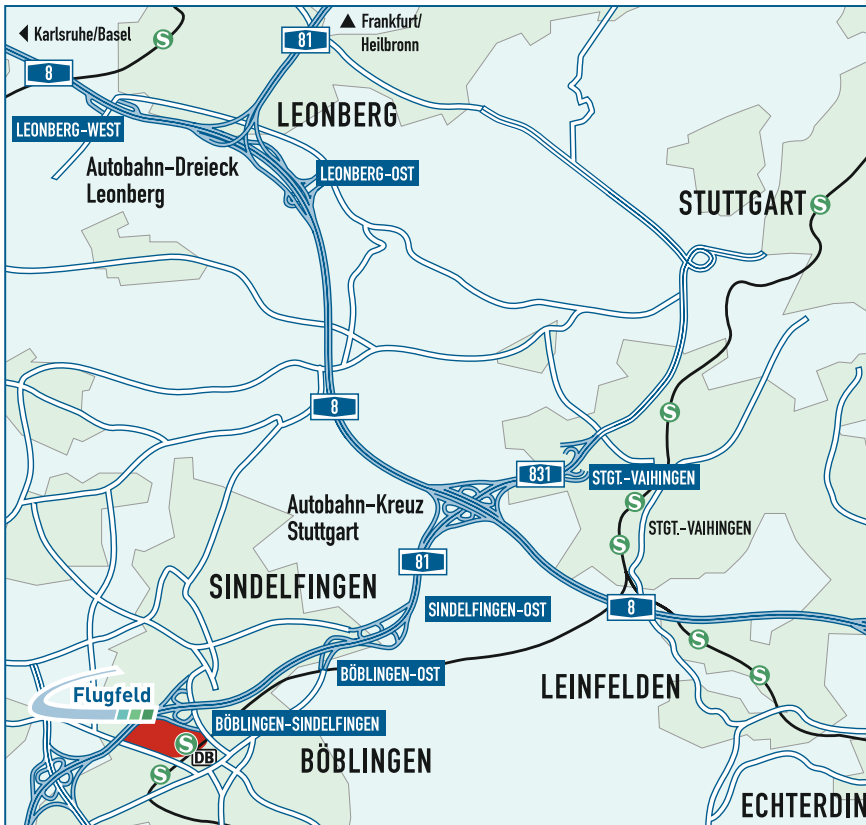 Karlsruhe/Basel
Frankfurt/
Heilbronn
81
8
LEONBERG
LEONBERG-WEST
Autobahn-Dreieck
Leonberg
LEONBERG-OST
STUTTGART
S
S
8
S
831
STGT.-VAIHINGEN
Autobahn-Kreuz
Stuttgart
S
STGT.-VAIHINGEN
S
81
SINDELFINGEN
SINDELFINGEN-OST
8
S
BÖBLINGEN-OST
S
LEINFELDEN
Flugfeld
BÖBLINGEN-SINDELFINGEN
S
DB
BÖBLINGEN
S
ECHTERDIN